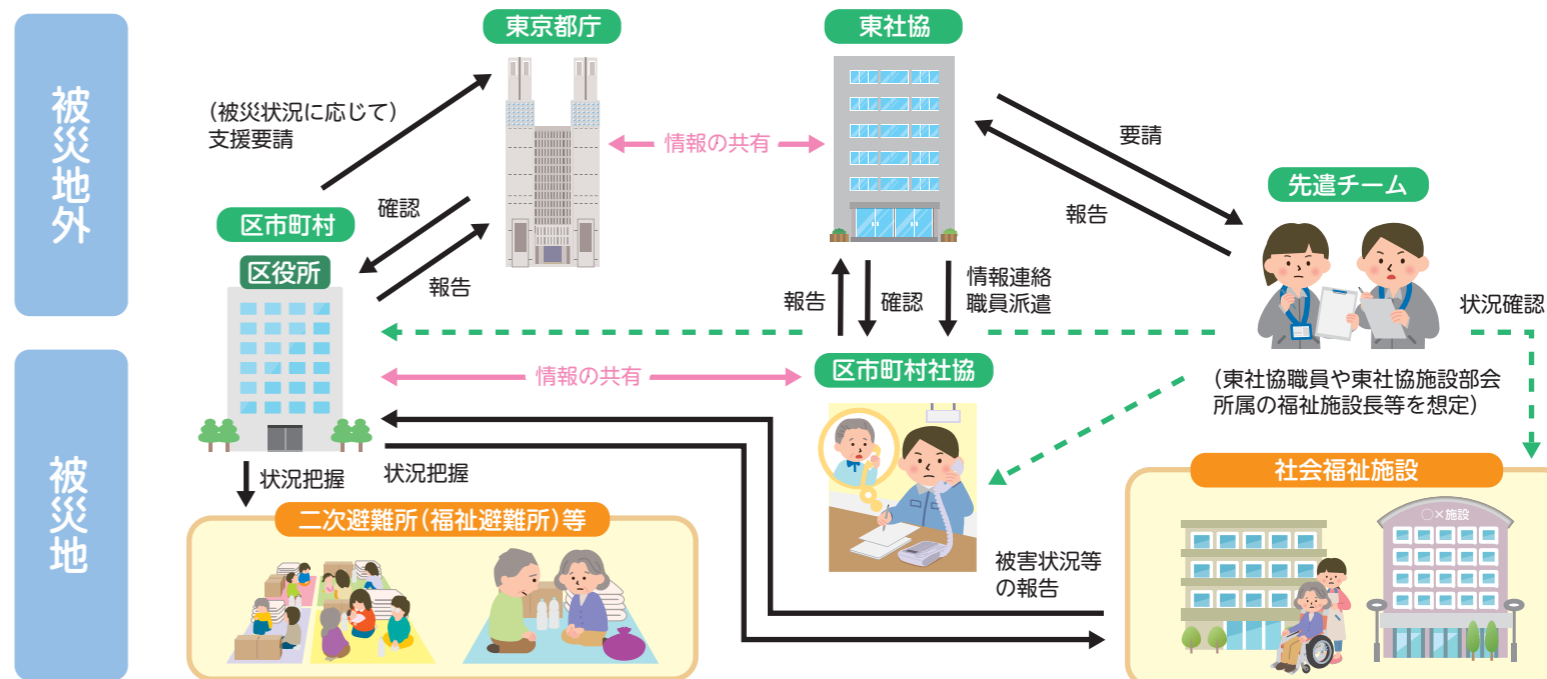 被災地外
被災地
東京都庁
東社協
(被災状況に応じて)
支援要請
情報の共有
要請
先遣チーム
区市町村
確認
報告
区役所
報告
報告
確認
情報連絡
職員派遣
状況確認
情報の共有
区市町村社協
(東社協職員や東社協施設部会
所属の福祉施設長等を想定)
状況把握
状況把握
社会福祉施設
二次避難所(福祉避難所)等
〇×施設
被害状況等
の報告